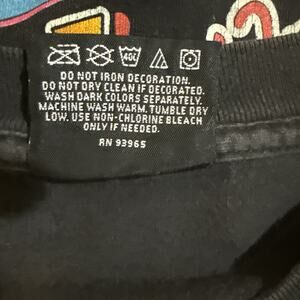 40C
DO NOT IRON DECORATION.
DO NOT DRY CLEAN IF DECORATED.
WASH DARK COLORS SEPARATELY.
MACHINE WASH WARM. TUMBLE DRY
LOW. USE NON-CHLORINE BLEACH
ONLY IF NEEDED.
RN 93965